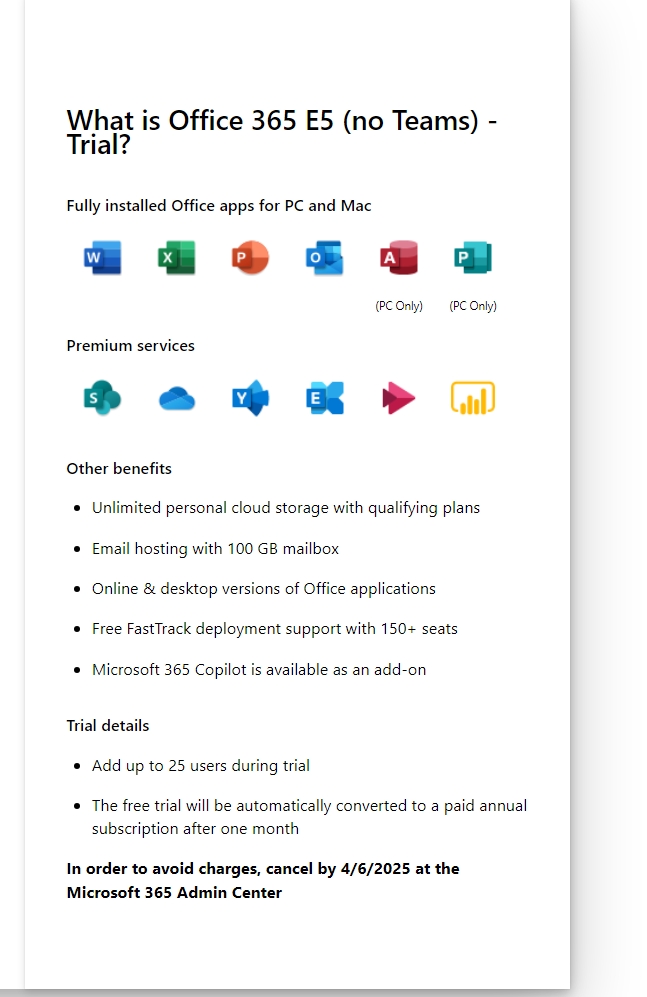 What is Office 365 E5 (no Teams) -
Trial?
Fully installed Office apps for PC and Mac
W X P O A P
(PC Only) (PC Only)
Premium services
S Y E
Other benefits
• Unlimited personal cloud storage with qualifying plans
• Email hosting with 100 GB mailbox
• Online & desktop versions of Office applications
• Free FastTrack deployment support with 150+ seats
• Microsoft 365 Copilot is available as an add-on
Trial details
• Add up to 25 users during trial
• The free trial will be automatically converted to a paid annual
subscription after one month
In order to avoid charges, cancel by 4/6/2025 at the
Microsoft 365 Admin Center